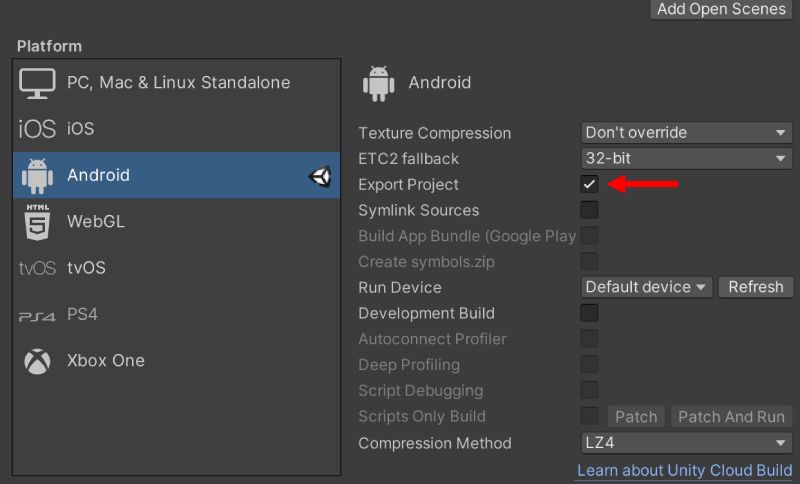 Add Open Scenes
Platform
PC, Mac & Linux Standalone
iOS iOS
Android
HTML
5
WebGL
tvOS tvOS
PS4 PS4
Xbox One
Android
Texture Compression Don't override
ETC2 fallback 32-bit
Export Project
Symlink Sources
Build App Bundle (Google Play
Create symbols.zip
Run Device Default device Refresh
Development Build
Autoconnect Profiler
Deep Profiling
Script Debugging
Scripts Only Build Patch Patch And Run
Compression Method LZ4
Learn about Unity Cloud Build